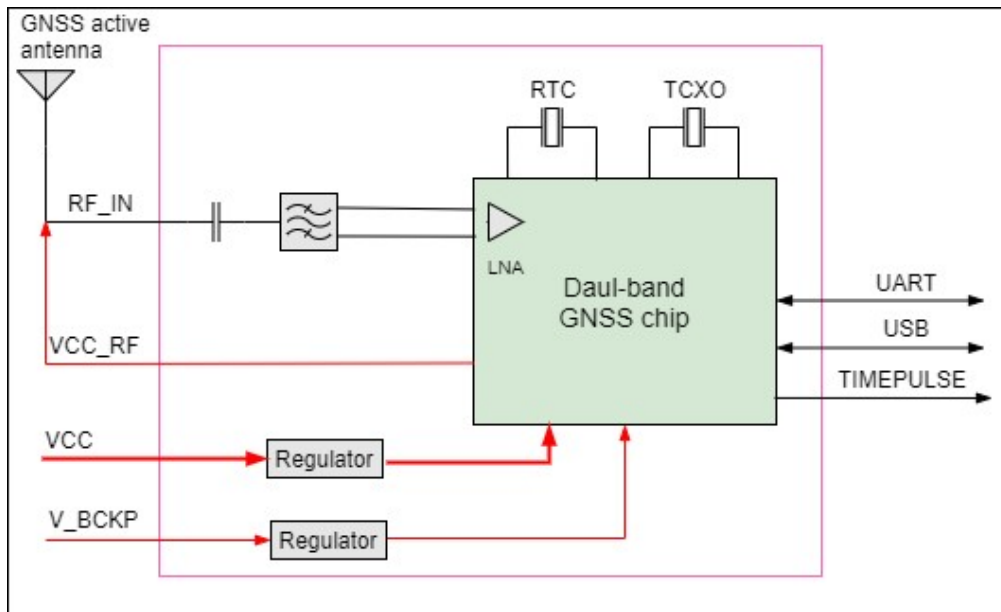 GNSS active
antenna
RTC
TCXO
RF_IN
LNA
Daul-band
GNSS chip
UART
USB
VCC_RF
TIMEPULSE
VCC
Regulator
V_BCKP
Regulator